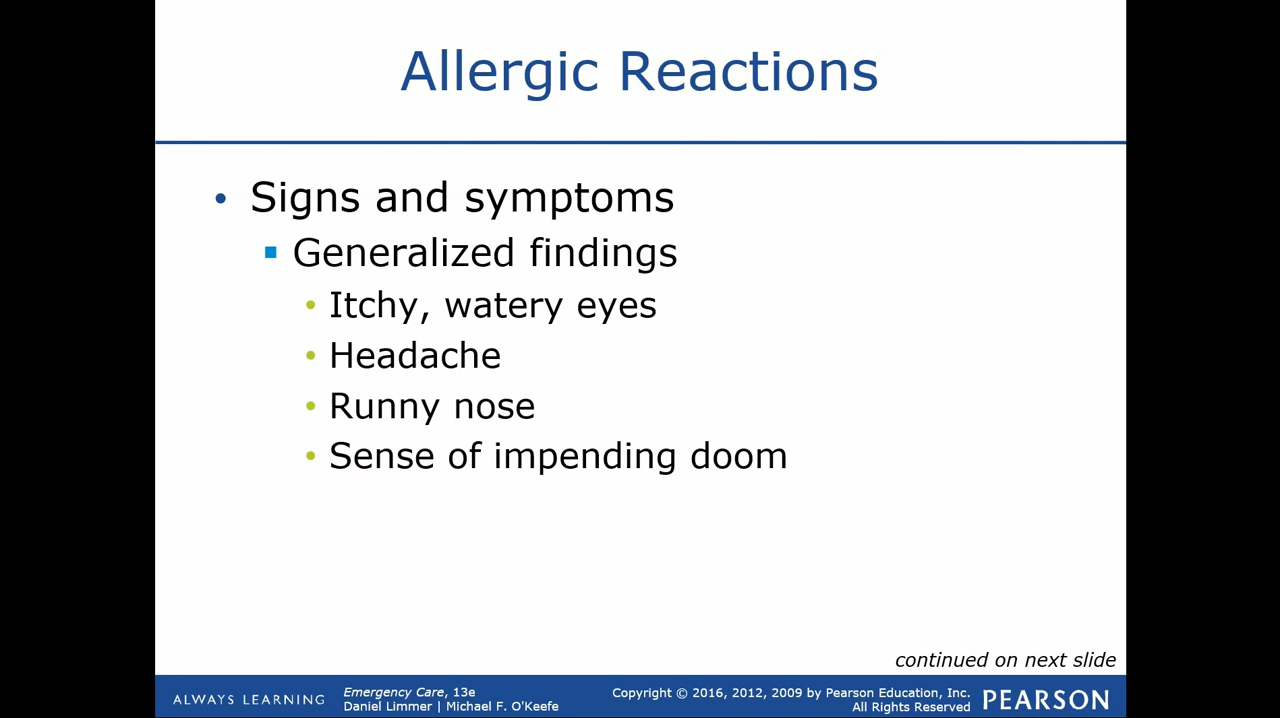 Allergic Reactions
• Signs and symptoms
▪ Generalized findings
• Itchy, watery eyes
• Headache
• Runny nose
• Sense of impending doom
continued on next slide
ALWAYS LEARNING
Emergency Care, 13e
Daniel Limmer | Michael F. O'Keefe
Copyright © 2016, 2012, 2009 by Pearson Education, Inc.
All Rights Reserved
PEARSON